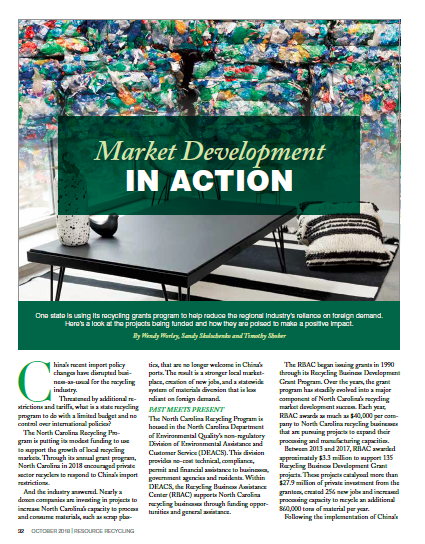 Market Development
IN ACTION
One state is using its recycling grants program to help reduce the regional industry's reliance on foreign demand.
Here's a look at the projects being funded and how they are poised to make a positive impact.
By Wendy Worley, Sandy Skolochenko and Timothy Shober
China's recent import policy
changes have disrupted busi-
ness-as-usual for the recycling
industry.
Threatened by additional re-
strictions and tariffs, what is a state recycling
program to do with a limited budget and no
control over international policies?
The North Carolina Recycling Pro-
gram is putting its modest funding to use
to support the growth of local recycling
markets. Through its annual grant program,
North Carolina in 2018 encouraged private
sector recyclers to respond to China's import
restrictions.
And the industry answered. Nearly a
dozen companies are investing in projects to
increase North Carolina's capacity to process
and consume materials, such as scrap plas-
tics, that are no longer welcome in China's
ports. The result is a stronger local market-
place, creation of new jobs, and a statewide
system of materials diversion that is less
reliant on foreign demand.
PAST MEETS PRESENT
The North Carolina Recycling Program is
housed in the North Carolina Department
of Environmental Quality's non-regulatory
Division of Environmental Assistance and
Customer Service (DEACS). This division
provides no-cost technical, compliance,
permit and financial assistance to businesses,
government agencies and residents. Within
DEACS, the Recycling Business Assistance
Center (RBAC) supports North Carolina
recycling businesses through funding oppor-
tunities and general assistance.
The RBAC began issuing grants in 1990
through its Recycling Business Development
Grant Program. Over the years, the grant
program has steadily evolved into a major
component of North Carolina's recycling
market development success. Each year,
RBAC awards as much as $40,000 per com-
pany to North Carolina recycling businesses
that are pursuing projects to expand their
processing and manufacturing capacities.
Between 2013 and 2017, RBAC awarded
approximately $3.3 million to support 135
Recycling Business Development Grant
projects. These projects catalyzed more than
$27.9 million of private investment from the
grantees, created 256 new jobs and increased
processing capacity to recycle an additional
860,000 tons of material per year.
Following the implementation of China's
32 OCTOBER 2018 | RESOURCE RECYCLING